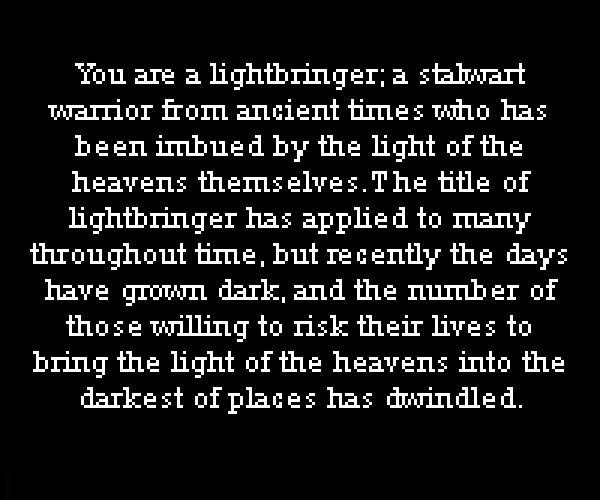 You are a lightbringer; a stalwart
warrior from ancient times who has
been imbued by the light of the
heavens themselves. The title of
lightbringer has applied to many
throughout time, but recently the days
have grown dark, and the number of
those willing to risk their lives to
bring the light of the heavens into the
darkest of places has dwindled.